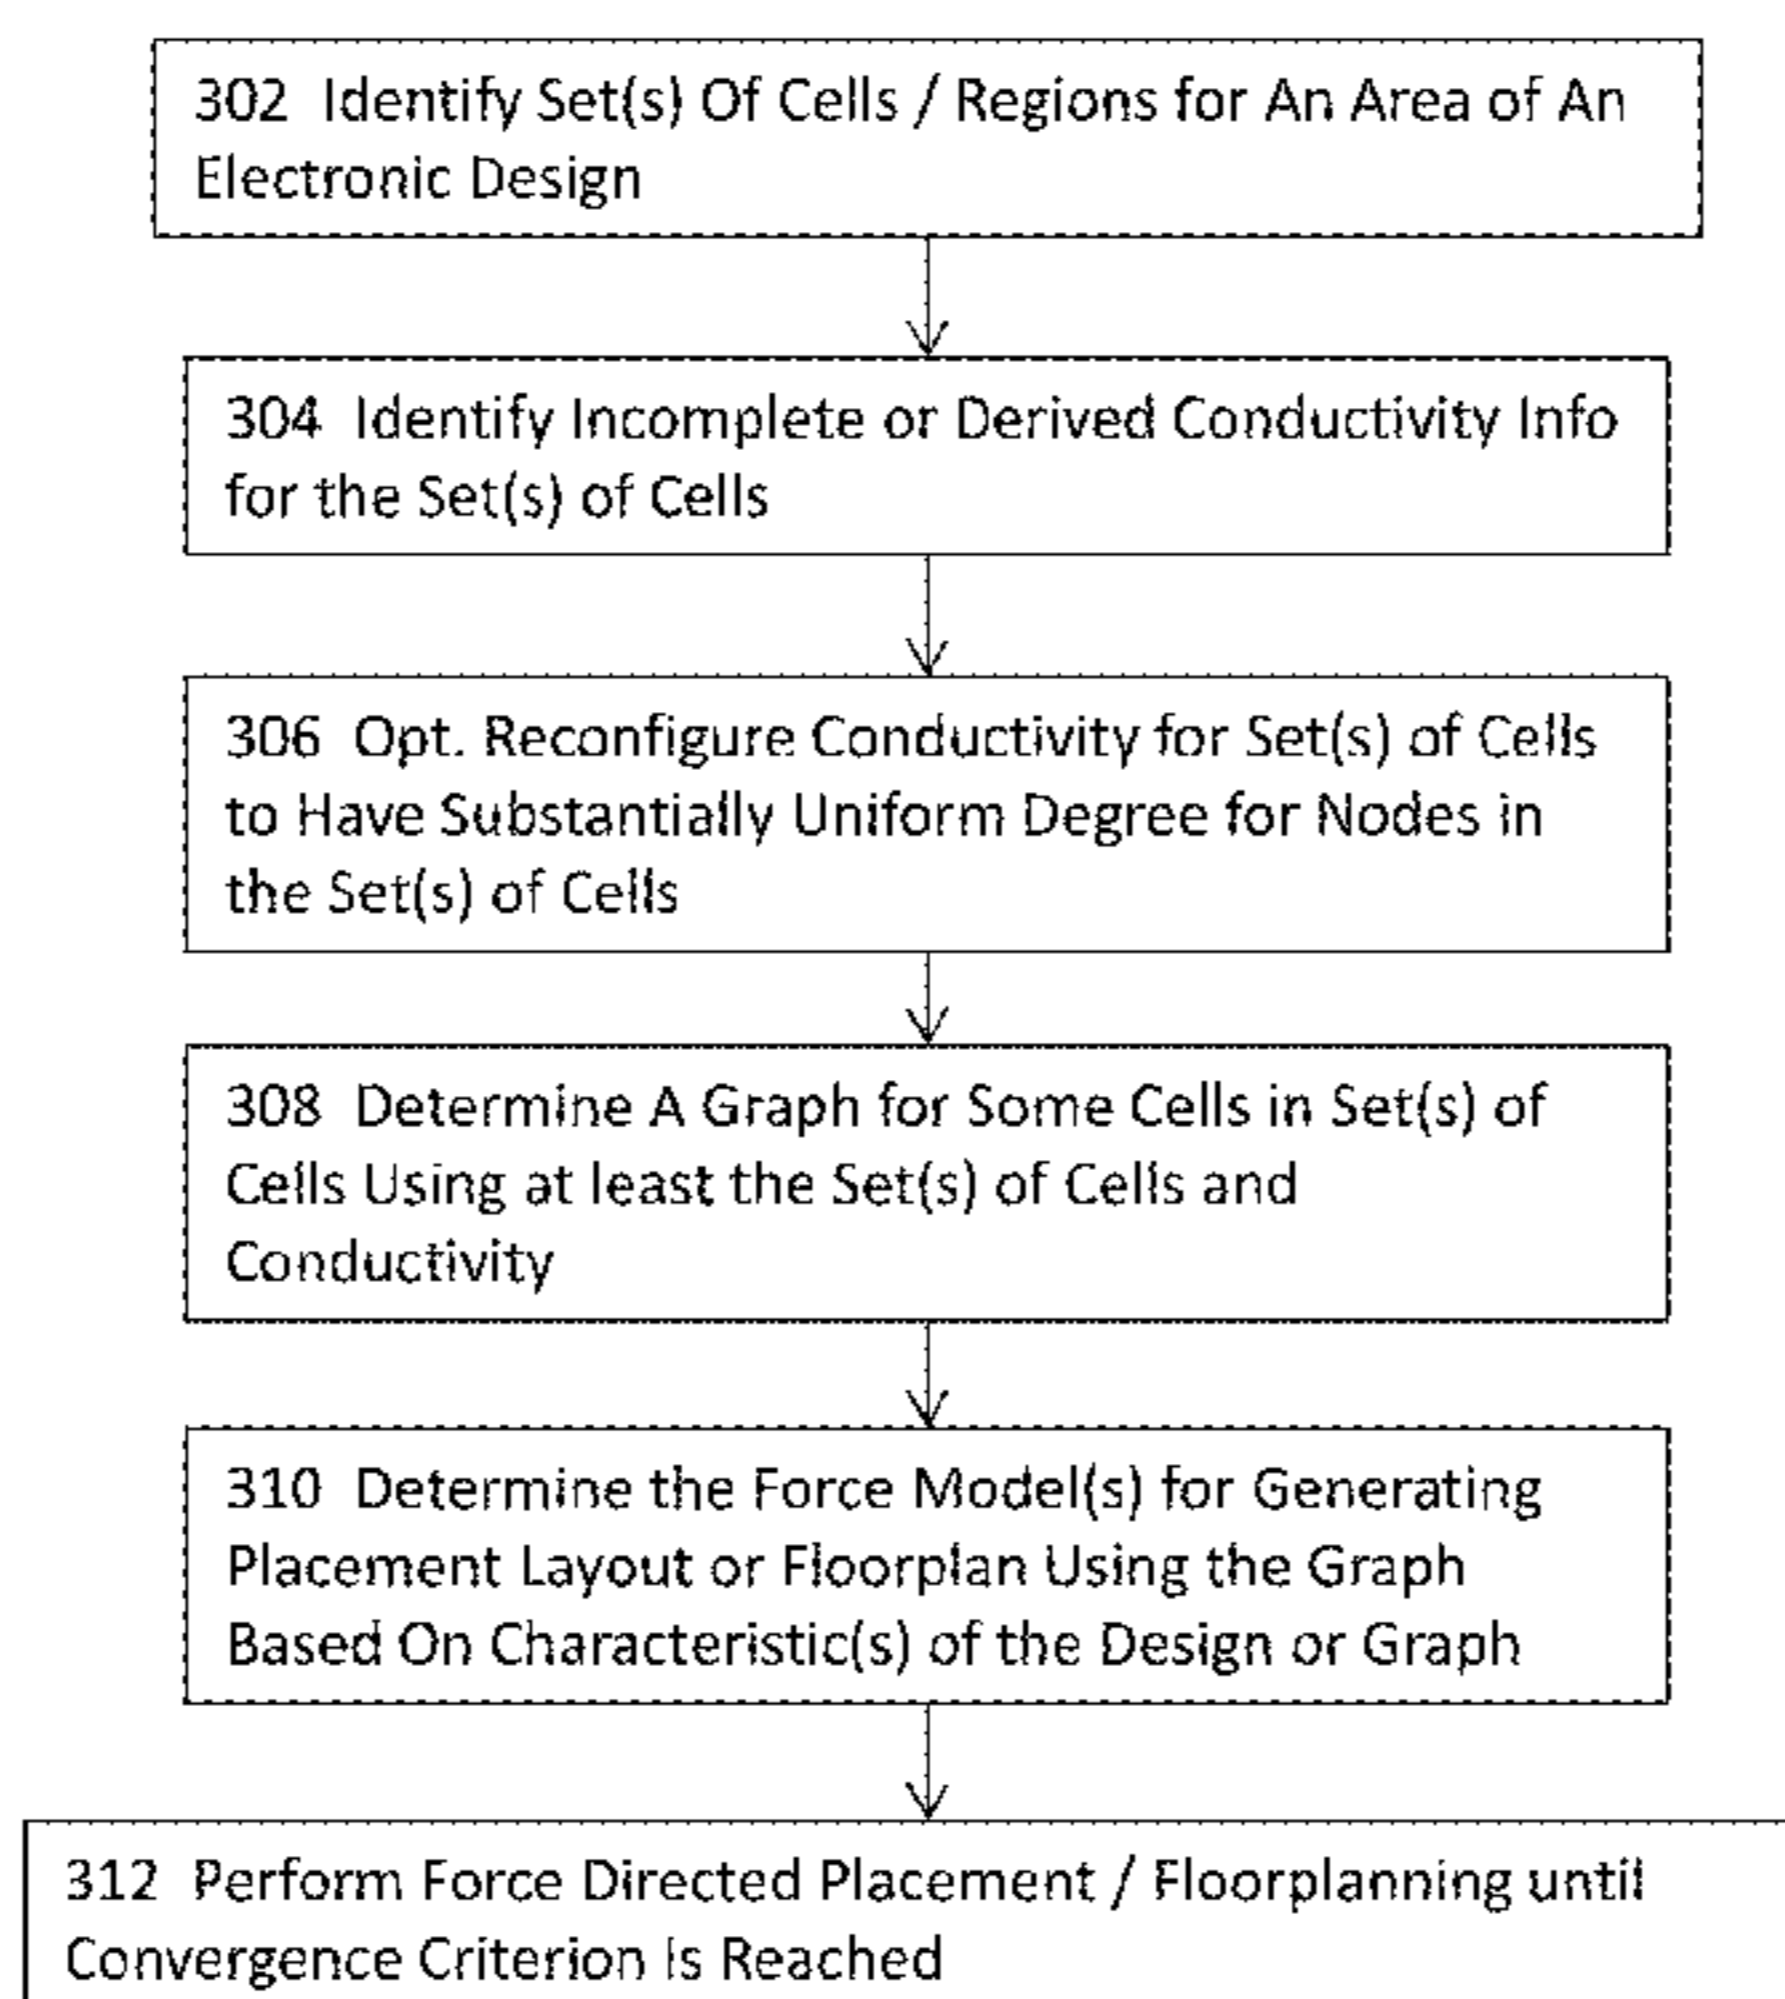 302 Identify Set(s) Of Cells / Regions for An Area of An
Electronic Design
304 Identify Incomplete or Derived Conductivity Info
for the Set(s) of Cells
306 Opt. Reconfigure Conductivity for Set(s) of Cells
to Have Substantially Uniform Degree for Nodes in
the Set(s) of Cells
308 Determine A Graph for Some Cells in Set(s) of
Cells Using at least the Set(s) of Cells and
Conductivity
310 Determine the Force Model(s) for Generating
Placement Layout or Floorplan Using the Graph
Based On Characteristic(s) of the Design or Graph
312 Perform Force Directed Placement / Floorplanning until
Convergence Criterion Is Reached